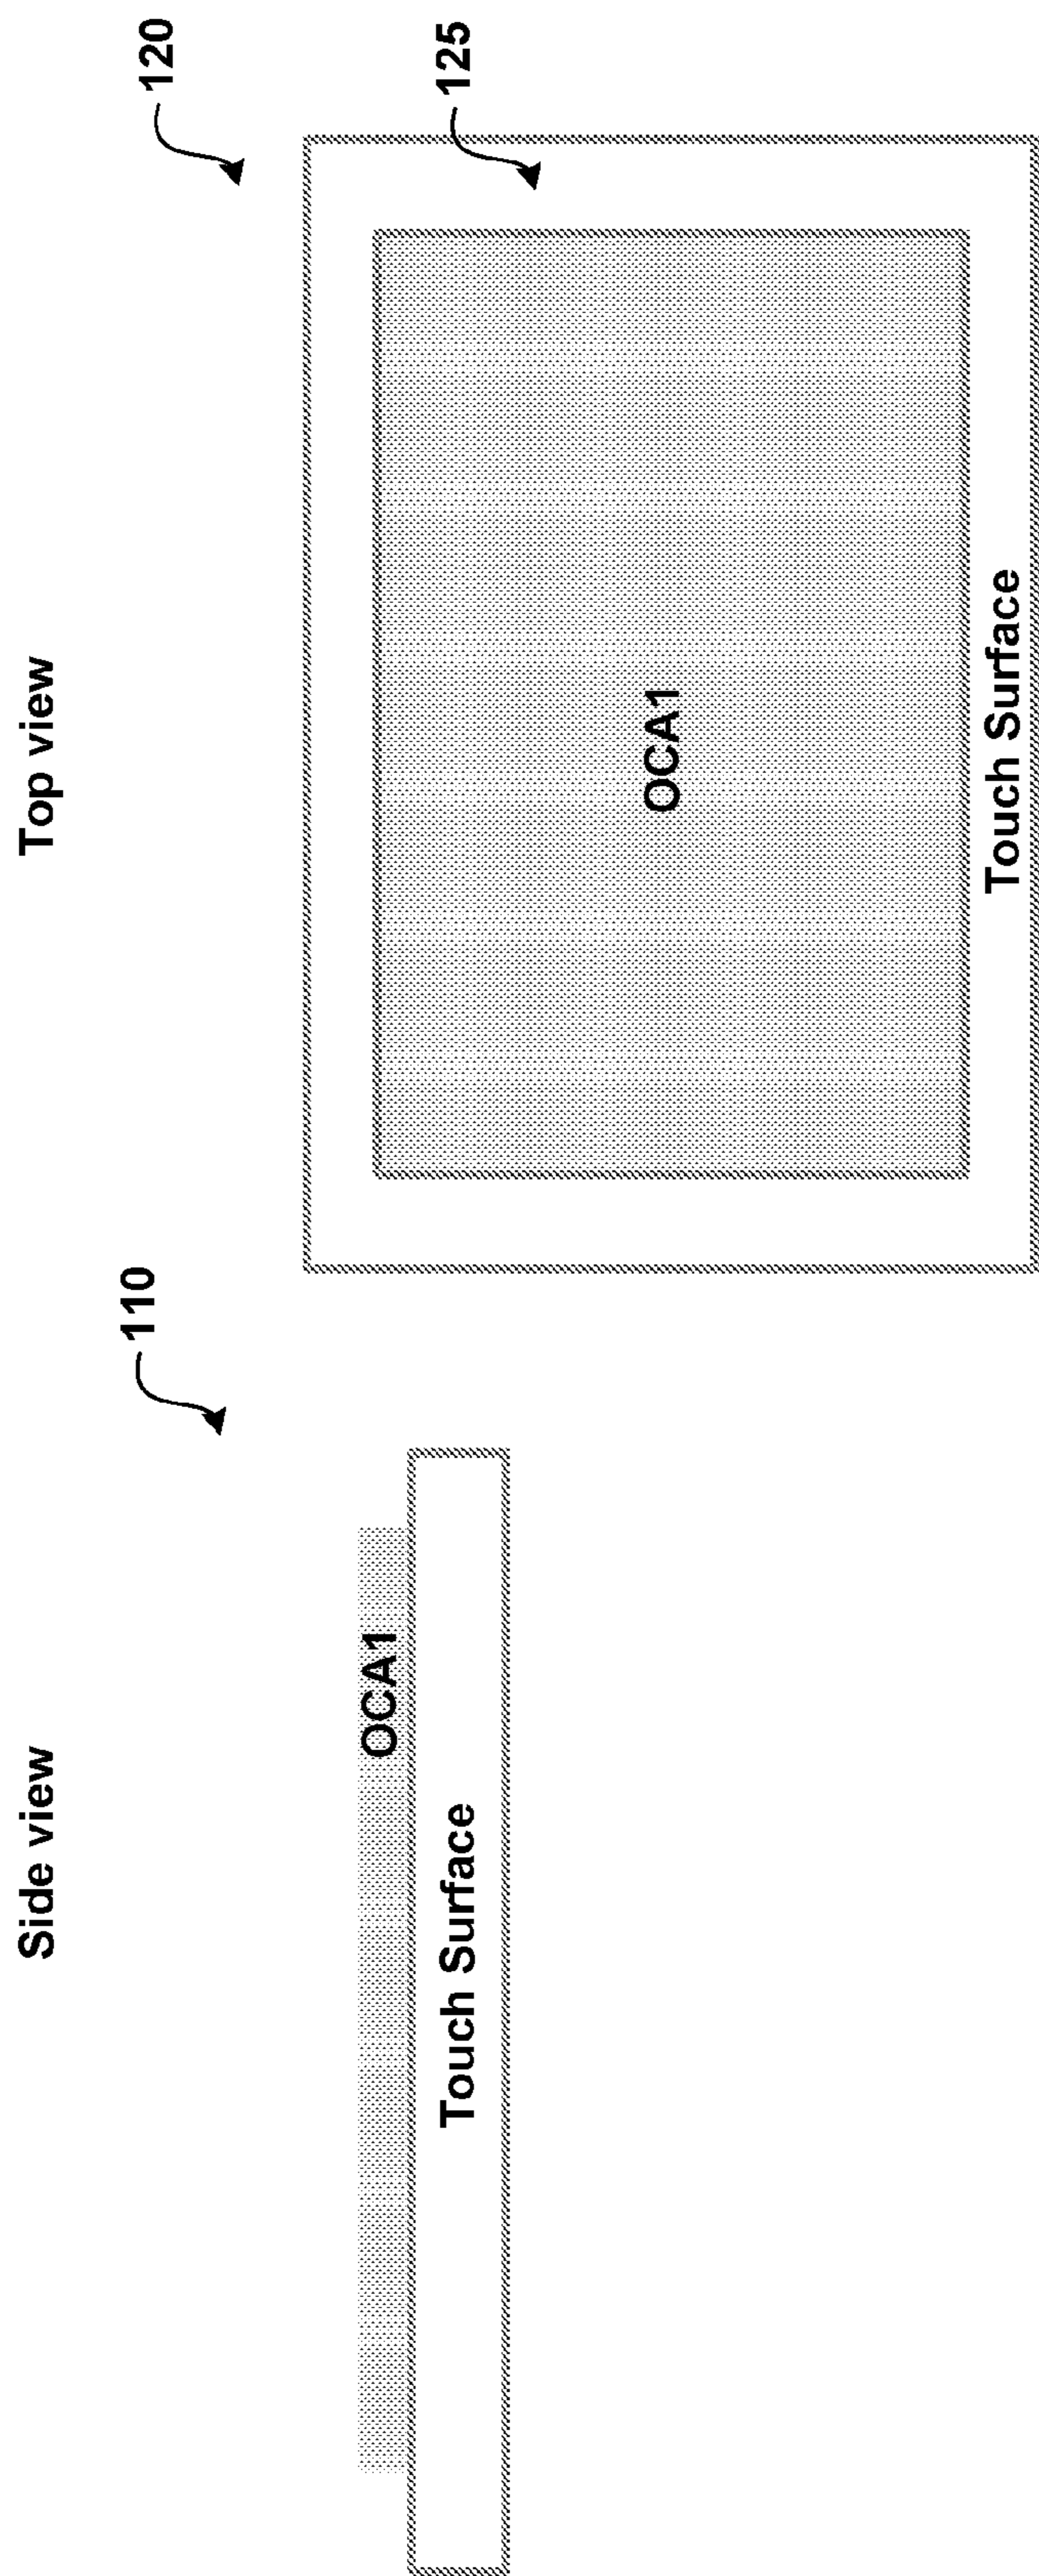 Side view
110
OCA1
Touch Surface
Top view
120
125
OCA1
Touch Surface